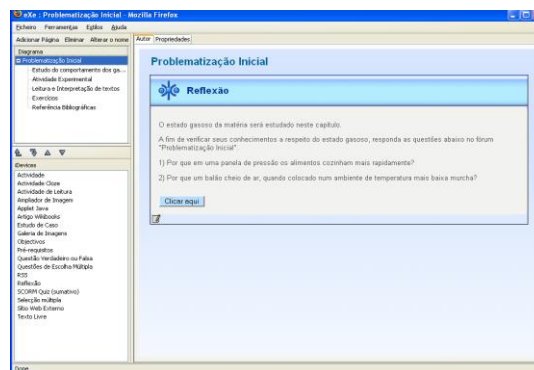 eXe : Problematização Inicial - Mozilla Firefox
Ficheiro Ferramentas Estilos Ajuda
Adicionar Página Eliminar Alterar o nome
Autor Propriedades
Diagrama
Problematização Inicial
Estudo do comportamento dos ga...
Atividade Experimental
Leitura e Interpretação de textos
Exercícios
Referência Bibliográficas
iDevices
Actividade
Actividade Cloze
Actividade de Leitura
Ampliador de Imagem
Applet Java
Artigo Wikibooks
Estudo de Caso
Galeria de Imagens
Objectivos
Pré-requisitos
Questão Verdadeiro ou Falsa
Questões de Escolha Múltipla
RSS
Reflexão
SCORM Quiz (sumativo)
Selecção múltipla
Sítio Web Externo
Texto Livre
Problematização Inicial
Reflexão
O estado gasoso da matéria será estudado neste capítulo.
A fim de verificar seus conhecimentos a respeito do estado gasoso, responda as questões abaixo no fórum
"Problematização Inicial".
1) Por que em uma panela de pressão os alimentos cozinham mais rapidamente?
2) Por que um balão cheio de ar, quando colocado num ambiente de temperatura mais baixa murcha?
Clicar aqui
Done